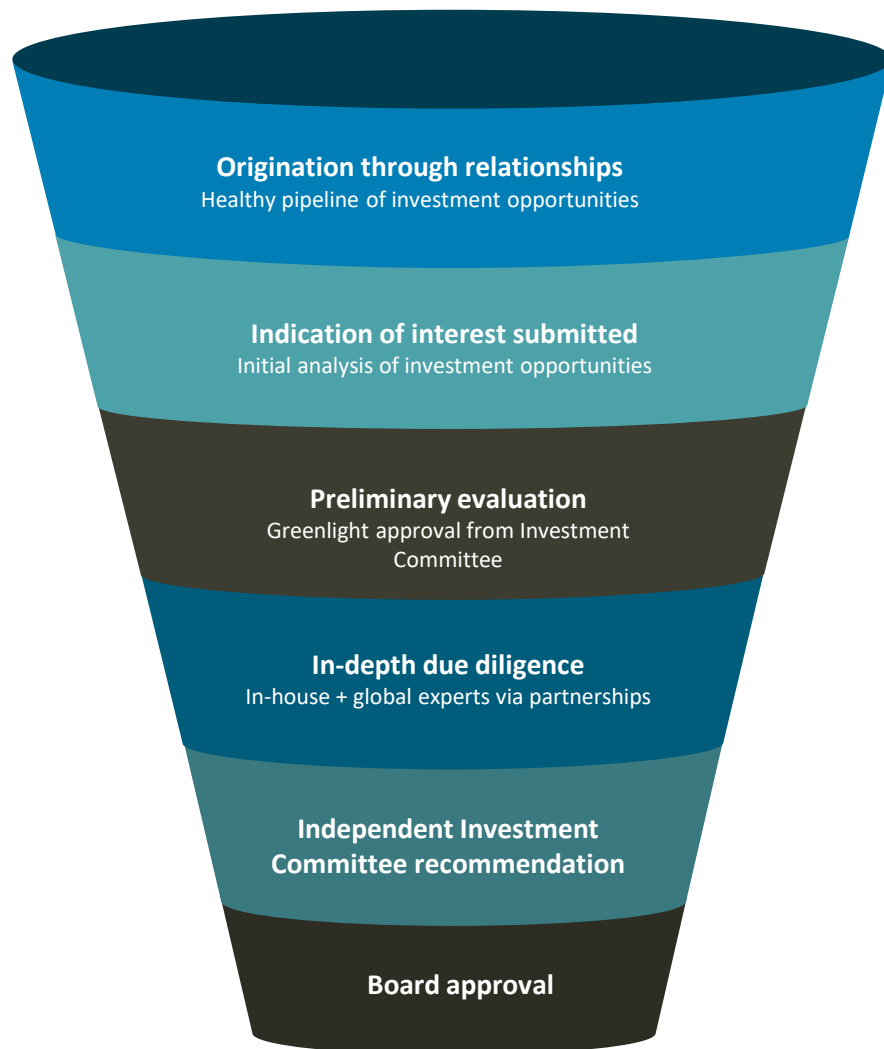 Origination through relationships
Healthy pipeline of investment opportunities
Indication of interest submitted
Initial analysis of investment opportunities
Preliminary evaluation
Greenlight approval from Investment
Committee
In-depth due diligence
In-house + global experts via partnerships
Independent Investment
Committee recommendation
Board approval